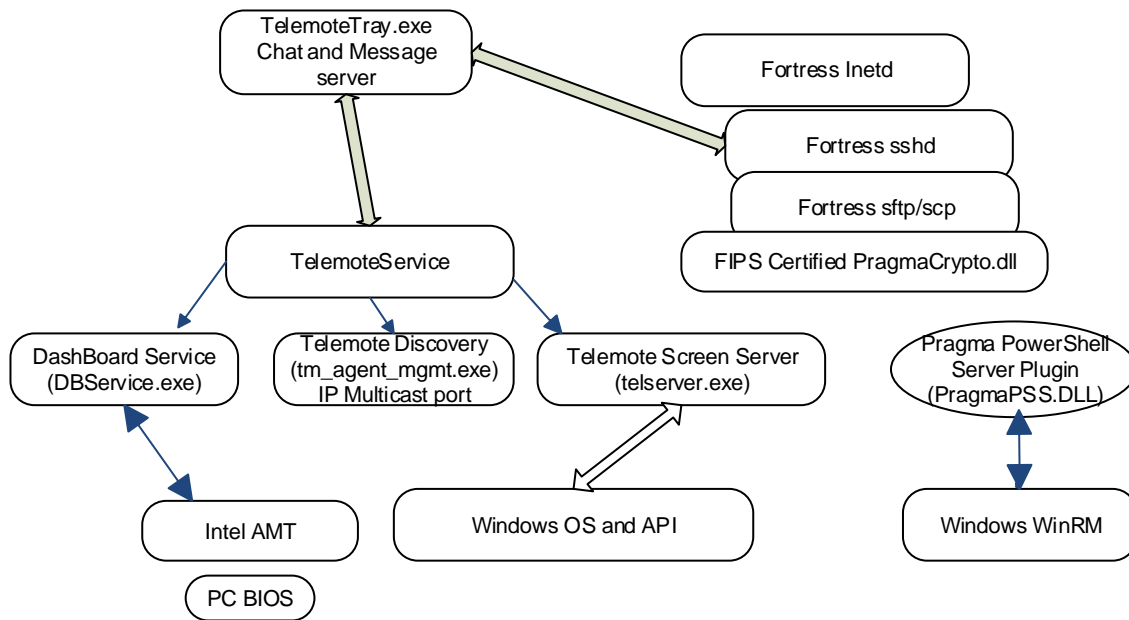 TelemoteTray.exe
Chat and Message
server
Fortress Inetd
Fortress sshd
Fortress sftp/scp
FIPS Certified PragmaCrypto.dll
TelemoteService
DashBoard Service
(DBService.exe)
Telemote Discovery
(tm_agent_mgmt.exe)
IP Multicast port
Telemote Screen Server
(telserver.exe)
Pragma PowerShell
Server Plugin
(PragmaPSS.DLL)
Intel AMT
Windows OS and API
Windows WinRM
PC BIOS